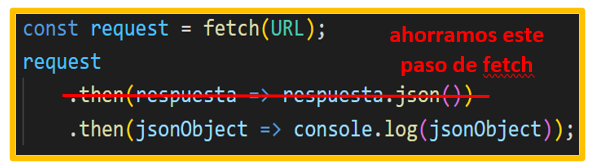 const request = fetch(URL);
request
.then(respuesta => respuesta.json())
.then(jsonObject => console.log(jsonObject));
ahorramos este
paso de fetch